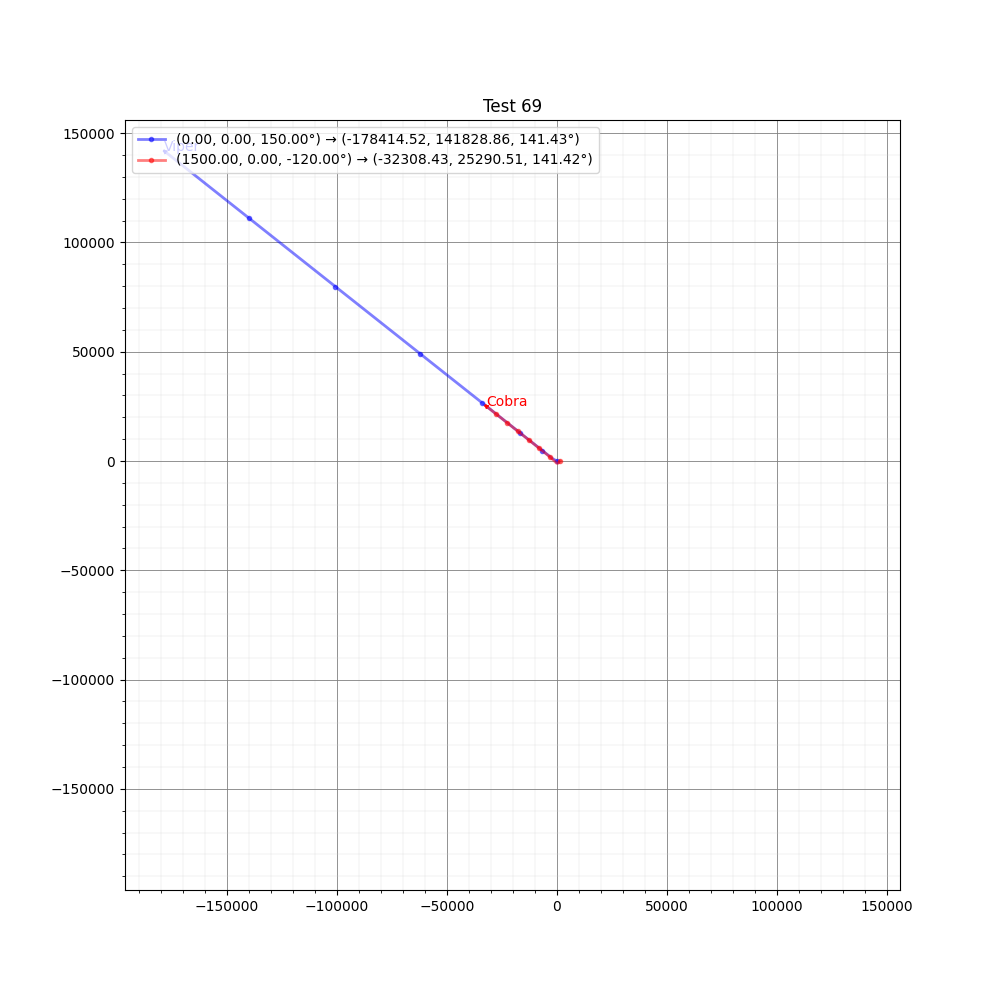 Test 69
(0.00, 0.00, 150.00°) → (-178414.52, 141828.86, 141.43°)
Viper
(1500.00, 0.00, -120.00°) → (-32308.43, 25290.51, 141.42°)
150000
100000
50000
Cobra
0
−50000
−100000
−150000
−150000 −100000 −50000 0 50000 100000 150000